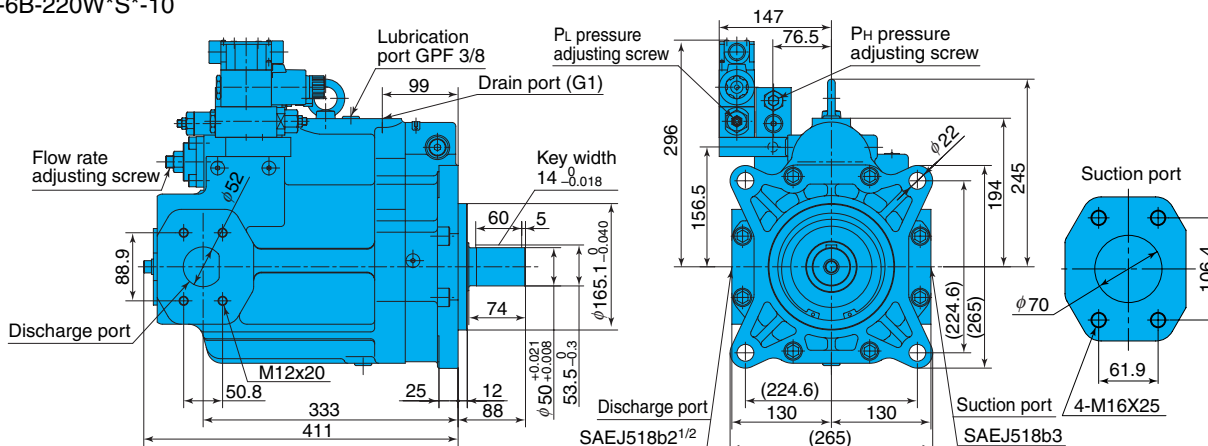 -6B-220W*S*-10
Lubrication
port GPF 3/8
Drain port (G1)
99
Flow rate
adjusting screw
φ52
Key width
14 0 -0.018
60
5
88.9
φ165.1 0 -0.040
74
Discharge port
M12x20
50.8
25
12
φ50 +0.021 +0.008
53.5 0 -0.3
333
88
411
147
76.5
PL pressure
adjusting screw
PH pressure
adjusting screw
296
156.5
φ22
194
245
(224.6)
(265)
(224.6)
130
130
(265)
Discharge port
SAEJ518b2 1/2
Suction port
SAEJ518b3
Suction port
106.4
φ70
61.9
4-M16X25